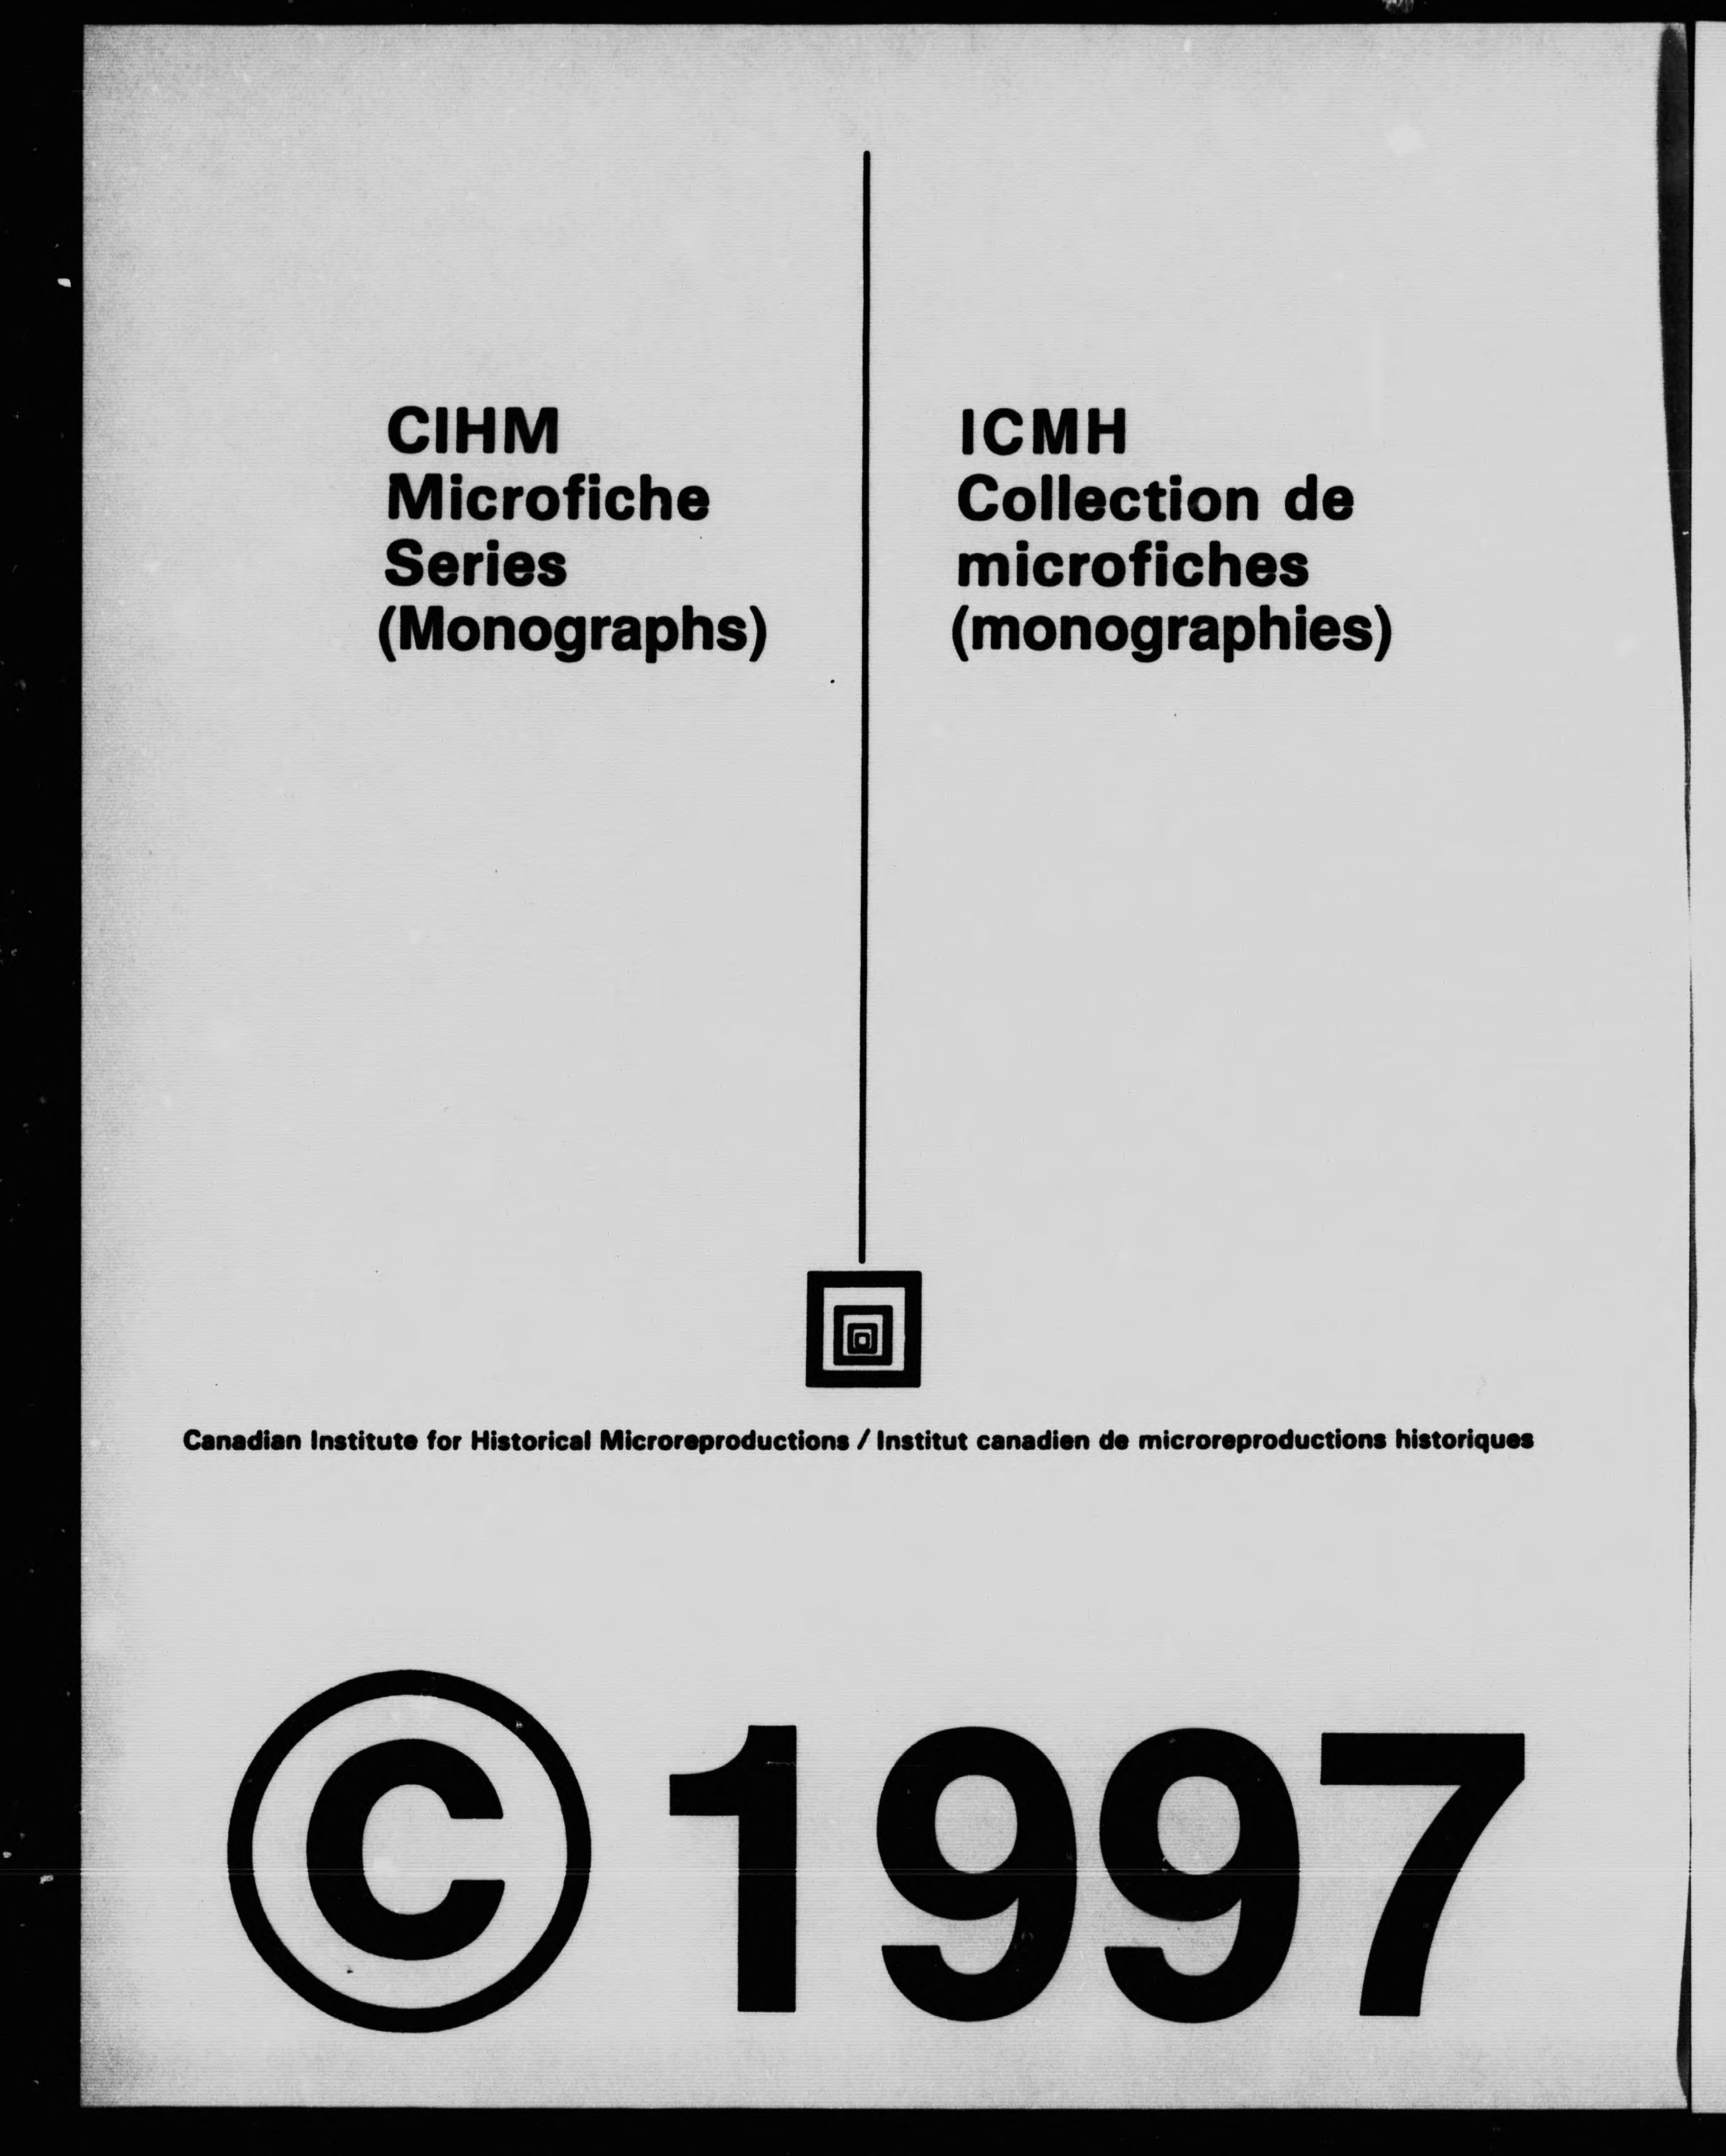 CIHM
Microfiche
Series
(Monographs)
ICMH
Collection de
microfiches
(monographies)
Canadian Institute for Historical Microreproductions / Institut canadien de microreproductions historiques
© 1997